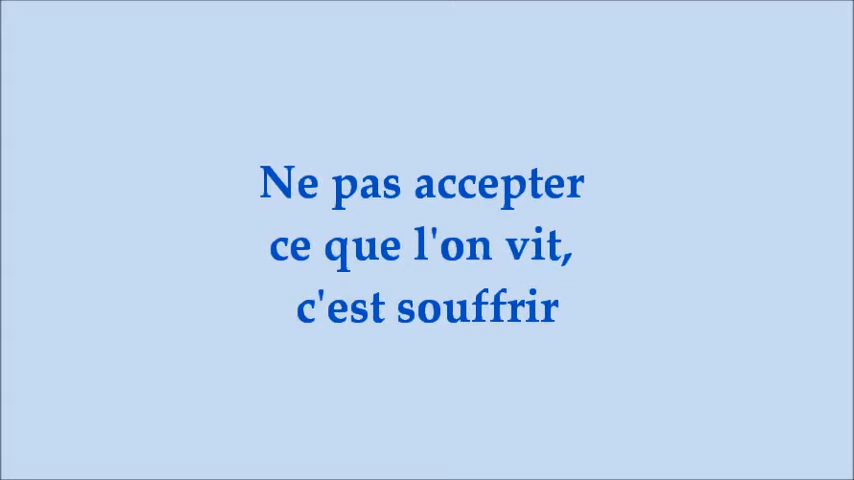 Ne pas accepter
ce que l'on vit,
c'est souffrir